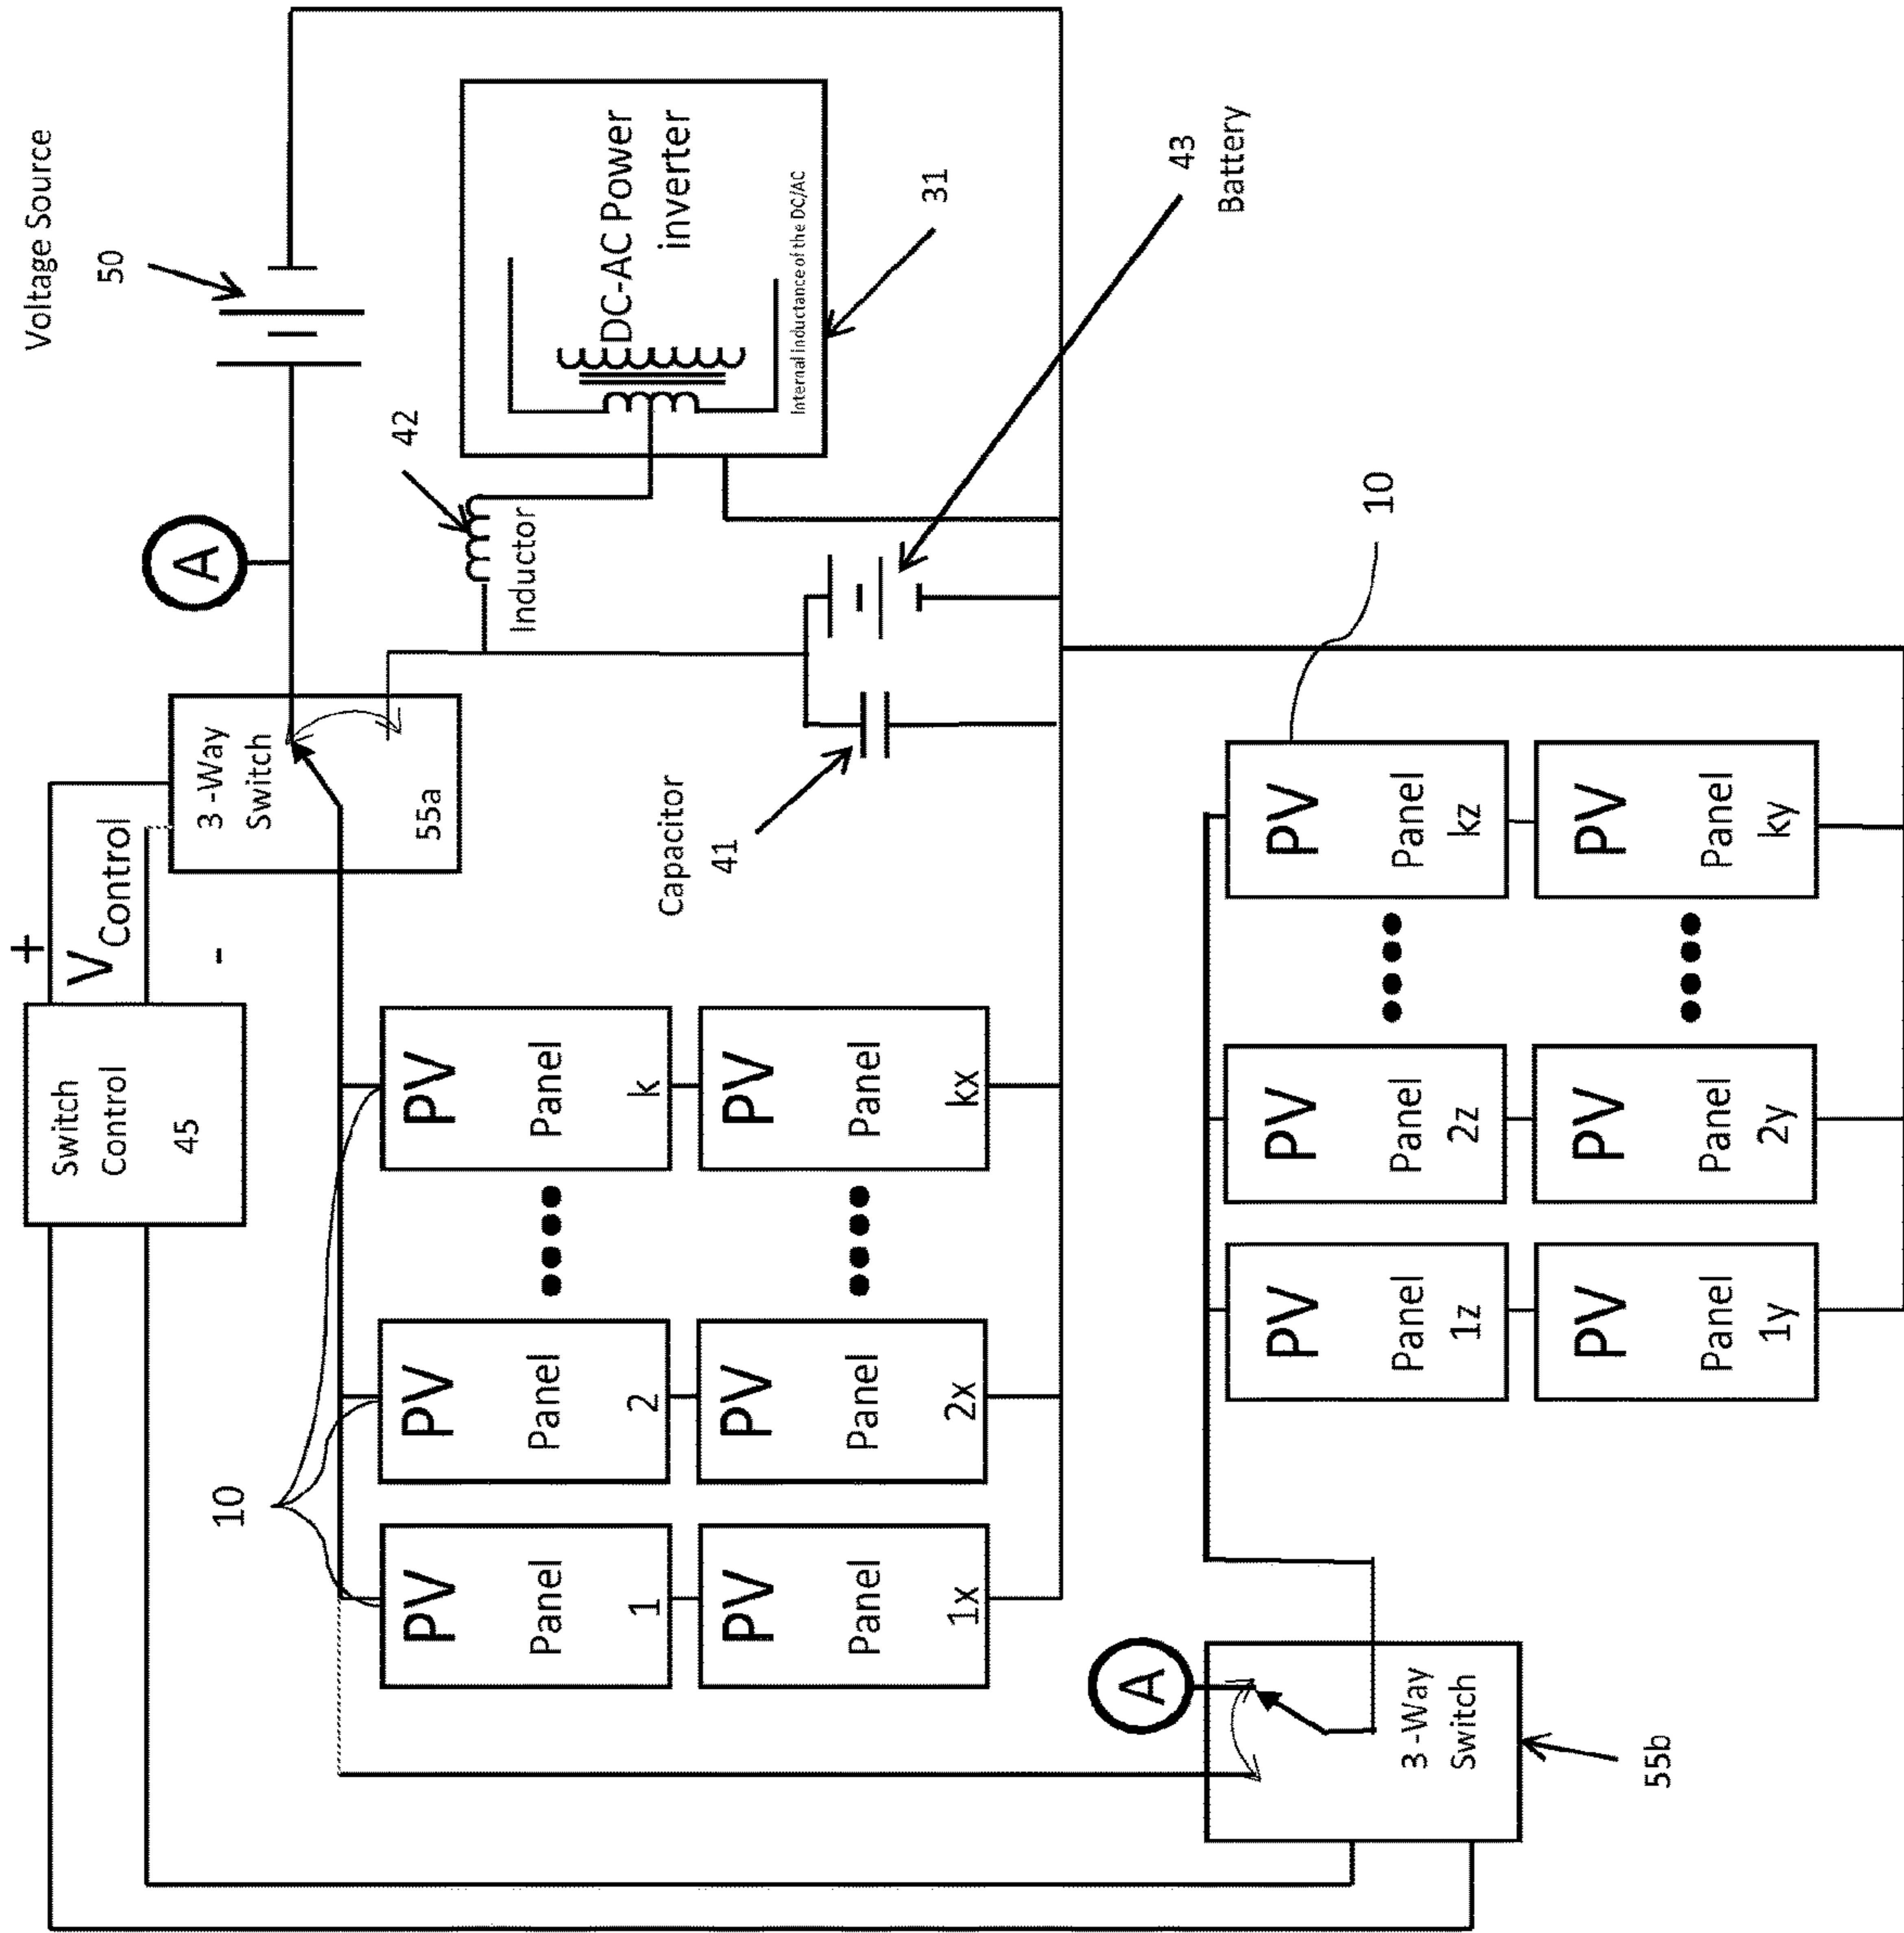 Voltage Source
50
A
+
V Control
-
Switch
Control
45
3-Way
Switch
55a
42
Inductor
DC-AC Power
inverter
Internal inductance of the DC/AC
31
43
Battery
Capacitor
41
10
PV
Panel
1
PV
Panel
2
PV
Panel
k
PV
Panel
1x
PV
Panel
2x
PV
Panel
kx
10
PV
Panel
1z
PV
Panel
2z
PV
Panel
kz
PV
Panel
1y
PV
Panel
2y
PV
Panel
ky
A
3-Way
Switch
55b